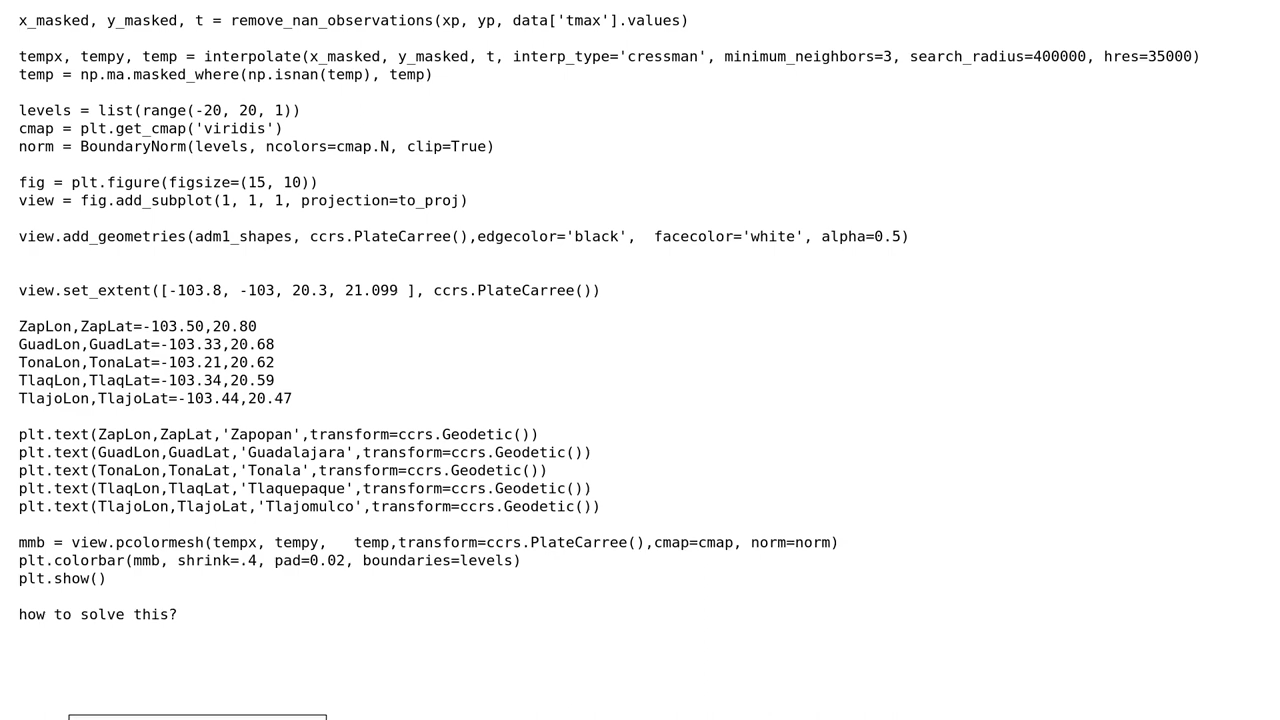 x_masked, y_masked, t = remove_nan_observations(xp, yp, data['tmax'].values)
tempx, tempy, temp = interpolate(x_masked, y_masked, t, interp_type='cressman', minimum_neighbors=3, search_radius=400000, hres=35000)
temp = np.ma.masked_where(np.isnan(temp), temp)
levels = list(range(-20, 20, 1))
cmap = plt.get_cmap('viridis')
norm = BoundaryNorm(levels, ncolors=cmap.N, clip=True)
fig = plt.figure(figsize=(15, 10))
view = fig.add_subplot(1, 1, 1, projection=to_proj)
view.add_geometries(adm1_shapes, ccrs.PlateCarree(),edgecolor='black',  facecolor='white', alpha=0.5)
view.set_extent([-103.8, -103, 20.3, 21.099 ], ccrs.PlateCarree())
ZapLon,ZapLat=-103.50,20.80
GuadLon,GuadLat=-103.33,20.68
TonaLon,TonaLat=-103.21,20.62
TlaqLon,TlaqLat=-103.34,20.59
TlajoLon,TlajoLat=-103.44,20.47
plt.text(ZapLon,ZapLat,'Zapopan',transform=ccrs.Geodetic())
plt.text(GuadLon,GuadLat,'Guadalajara',transform=ccrs.Geodetic())
plt.text(TonaLon,TonaLat,'Tonala',transform=ccrs.Geodetic())
plt.text(TlaqLon,TlaqLat,'Tlaquepaque',transform=ccrs.Geodetic())
plt.text(TlajoLon,TlajoLat,'Tlajomulco',transform=ccrs.Geodetic())
mmb = view.pcolormesh(tempx, tempy,   temp,transform=ccrs.PlateCarree(),cmap=cmap, norm=norm)
plt.colorbar(mmb, shrink=.4, pad=0.02, boundaries=levels)
plt.show()
how to solve this?